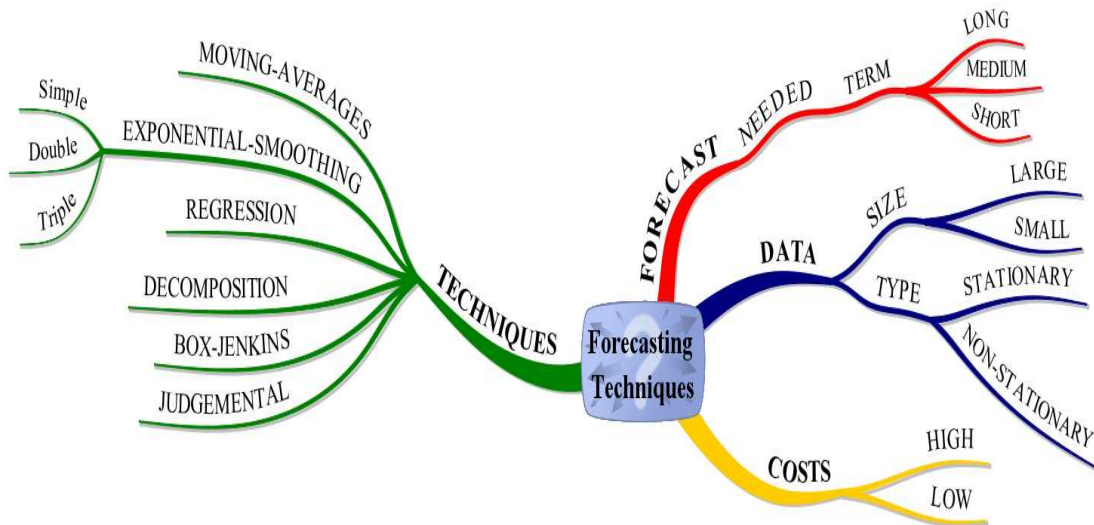 Forecasting
Techniques
FORECAST
NEEDED
TERM
LONG
MEDIUM
SHORT
DATA
SIZE
LARGE
SMALL
TYPE
STATIONARY
NON-STATIONARY
COSTS
HIGH
LOW
TECHNIQUES
MOVING-AVERAGES
EXPONENTIAL-SMOOTHING
Simple
Double
Triple
REGRESSION
DECOMPOSITION
BOX-JENKINS
JUDGEMENTAL